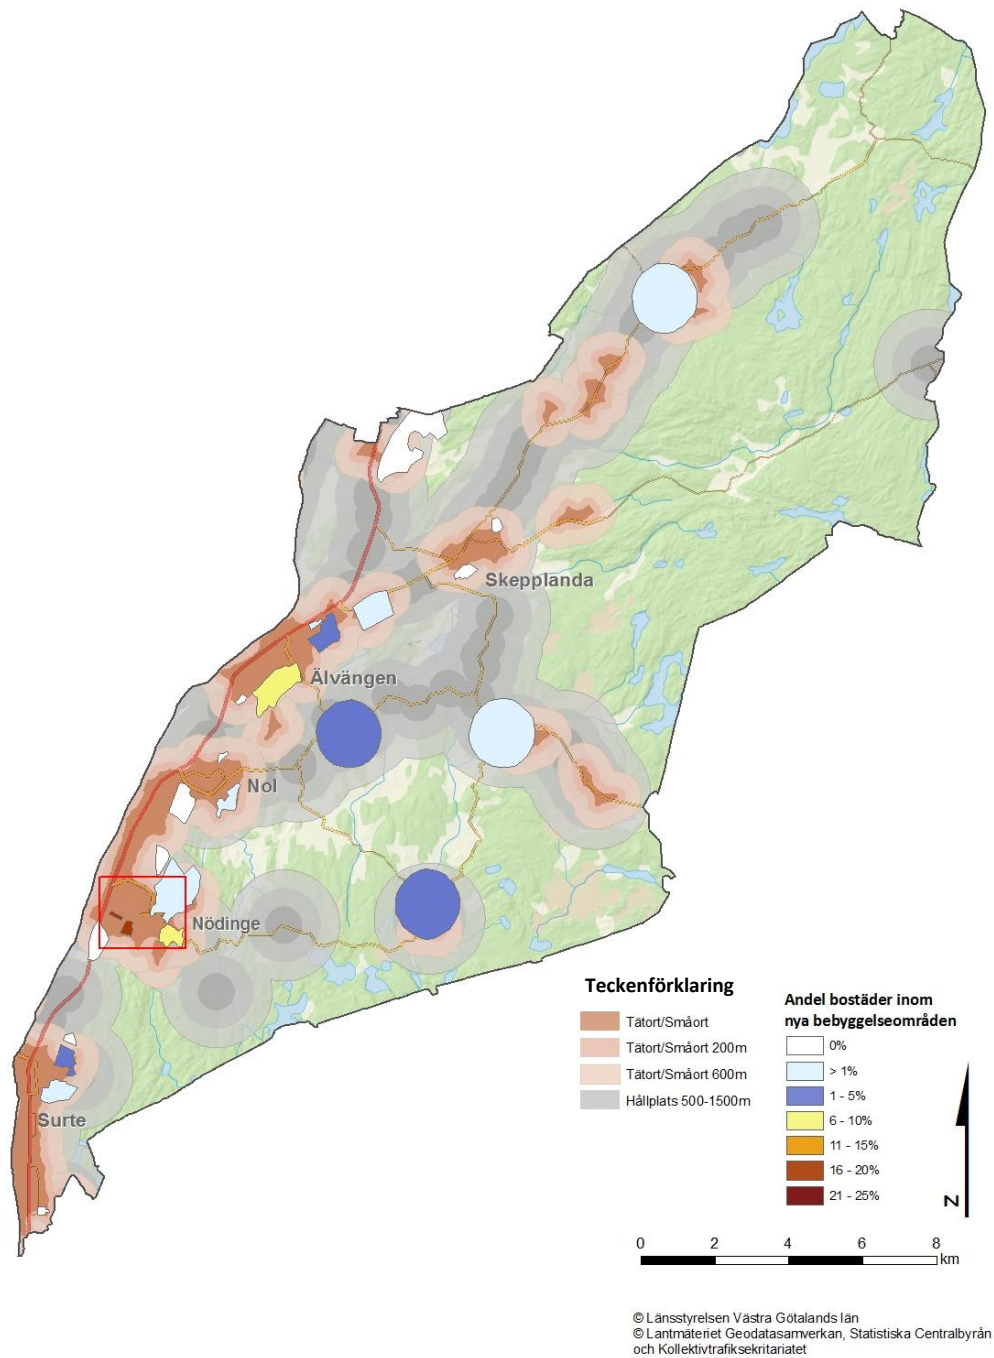 Skepplanda
Älvängen
Nol
Nödinge
Surte
Teckenförklaring
Tätort/Småort
Tätort/Småort 200m
Tätort/Småort 600m
Hållplats 500-1500m
Andel bostäder inom
nya bebyggelseområden
0%
> 1%
1 - 5%
6 - 10%
11 - 15%
16 - 20%
21 - 25%
N
0 2 4 6 8
km
© Länsstyrelsen Västra Götalands län
© Lantmäteriet Geodatasamverkan, Statistiska Centralbyrån
och Kollektivtrafiksekritariatet